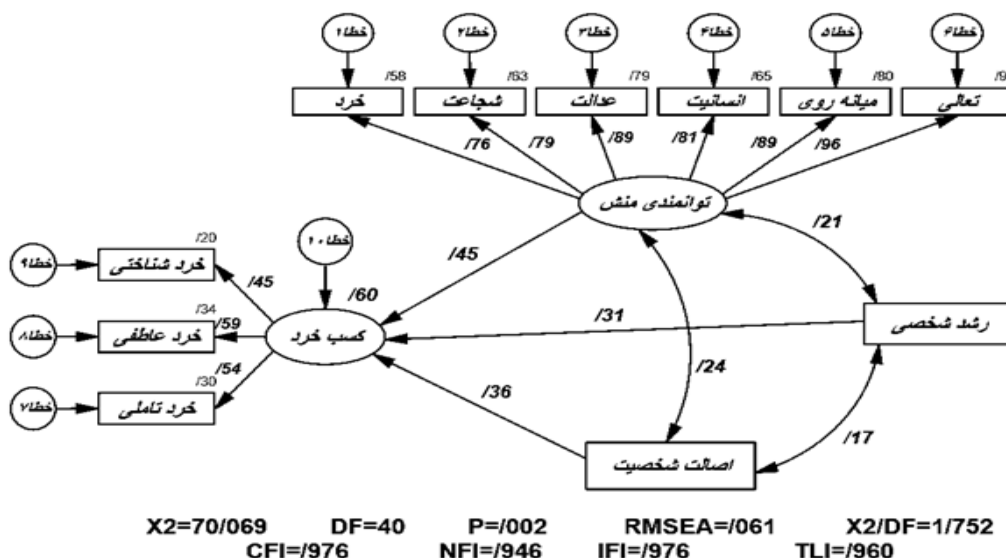 خطا۱ خطا۲ خطا۳ خطا۴ خطا۵ خطا۶
/58 /63 /79 /65 /80
خرد شجاعت عدالت انسانیت میانه روی تعالی
/76 /79 /89 /81 /89 /96
توانمندی منش
/21
خطا۱۰
/20
خطا۹ خرد شناختی
/45 /45
/60
/34
خطا۸ خرد عاطفی /59 کسب خرد
/31
رشد شخصی
/54
/30
خطا۷ خرد تاملی
/36
/24
/17
اصالت شخصیت
X2=70/069 DF=40 P=/002 RMSEA=/061 X2/DF=1/752
CFI=/976 NFI=/946 IFI=/976 TLI=/960